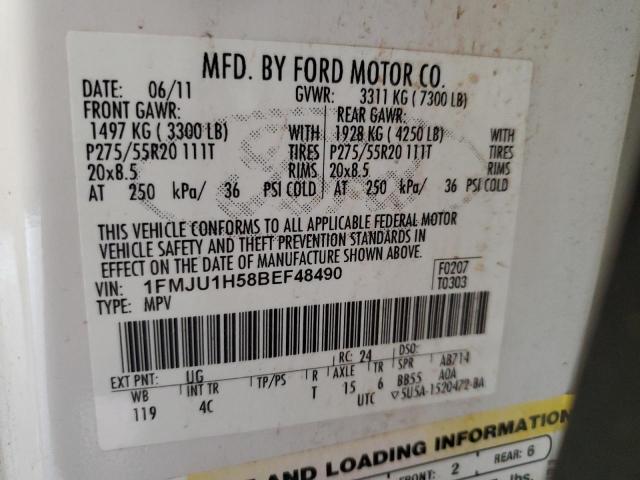 MFD. BY FORD MOTOR CO.
DATE: 06/11 GVWR: 3311 KG ( 7300 LB)
FRONT GAWR: REAR GAWR:
1497 KG ( 3300 LB) WITH 1928 KG ( 4250 LB) WITH
P275/55R20 111T TIRES P275/55R20 111T TIRES
20x8.5 RIMS 20x8.5 RIMS
AT 250 kPa/ 36 PSI COLD AT 250 kPa/ 36 PSI COLD
THIS VEHICLE CONFORMS TO ALL APPLICABLE FEDERAL MOTOR
VEHICLE SAFETY AND THEFT PREVENTION STANDARDS IN
EFFECT ON THE DATE OF MANUFACTURE SHOWN ABOVE.
VIN: 1FMJU1H58BEF48490 F0207
TYPE: MPV T0303
EXT PNT: UG RC: 24 DSO:
WB INT TR TP/PS R AXLE TR SPR AB714
119 4C T 15 6 BB55 A0A
UTC ▽5U5A-1520472-BA
AND LOADING INFORMATION
FRONT: 2 REAR: 6
lbs.